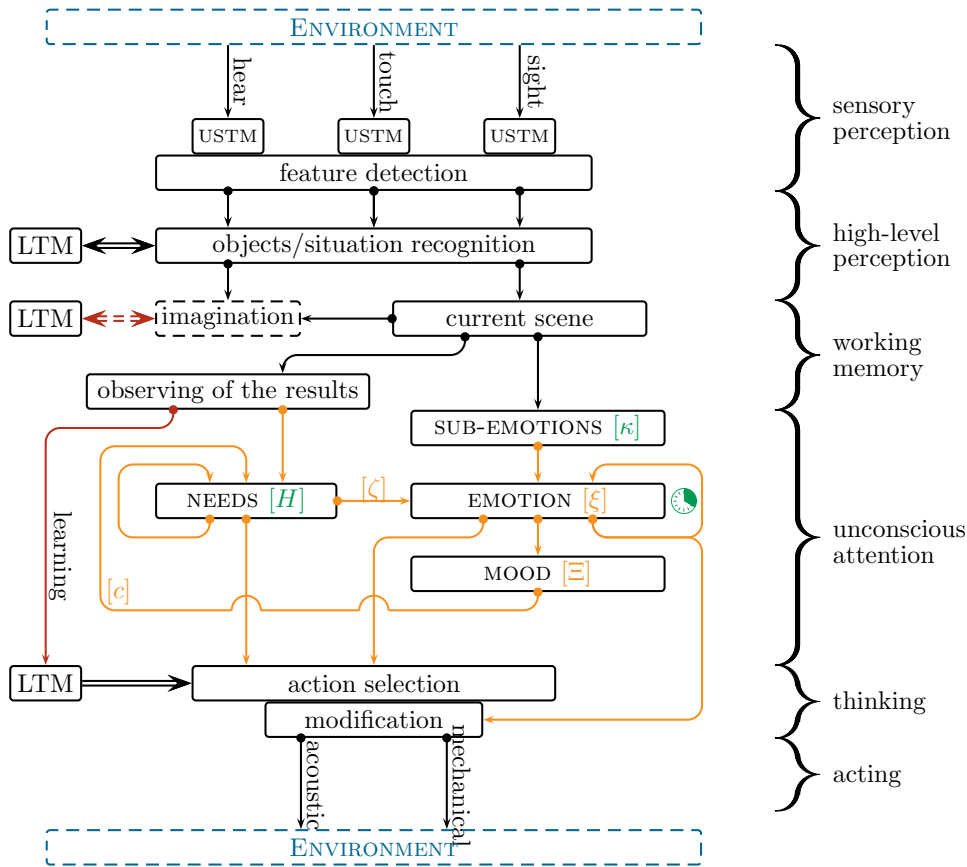 ENVIRONMENT
hear
touch
sight
sensory
perception
USTM
USTM
USTM
feature detection
LTM
objects/situation recognition
high-level
perception
LTM
imagination
current scene
working
memory
observing of the results
SUB-EMOTIONS [κ]
NEEDS [H]
[ζ]
EMOTION [ξ]
learning
unconscious
attention
[c]
MOOD [Ξ]
LTM
action selection
thinking
modification
acoustic
mechanical
acting
ENVIRONMENT